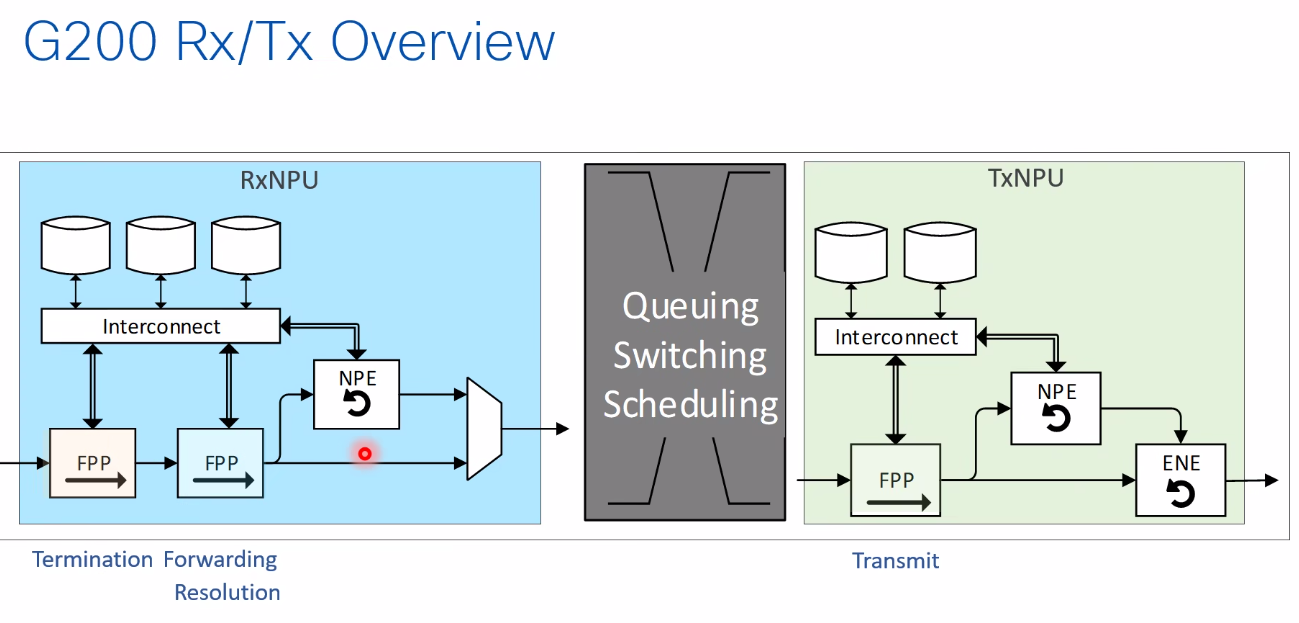 G200 Rx/Tx Overview
RxNPU
TxNPU
Interconnect
NPE
FPP
FPP
Queuing
Switching
Scheduling
Interconnect
NPE
FPP
ENE
Termination
Forwarding
Resolution
Transmit